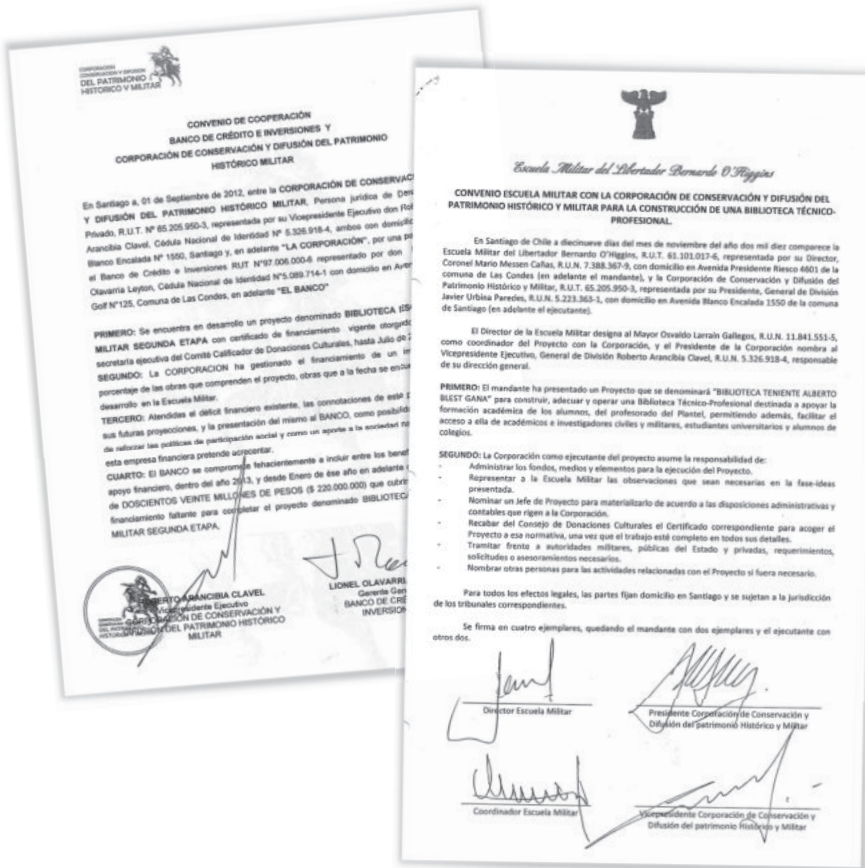 CORPORACION
CONSERVACION Y DIFUSION
DEL PATRIMONIO
HISTORICO Y MILITAR
CONVENIO DE COOPERACIÓN
BANCO DE CRÉDITO E INVERSIONES Y
CORPORACIÓN DE CONSERVACIÓN Y DIFUSIÓN DEL PATRIMONIO
HISTÓRICO MILITAR
En Santiago a, 01 de Septiembre de 2012, entre la CORPORACIÓN DE CONSERVAC
Y DIFUSIÓN DEL PATRIMONIO HISTÓRICO MILITAR, Persona jurídica de Der
Privado, R.U.T. Nº 65.205.950-3, representada por su Vicepresidente Ejecutivo don Rob
Arancibia Clavel, Cédula Nacional de Identidad Nº 5.326.918-4, ambos con domicilio
Blanco Encalada Nº 1550, Santiago y, en adelante "LA CORPORACIÓN", por una pa
el Banco de Crédito e Inversiones RUT Nº97.006.000-6 representado por don
Olavarria Leyton, Cédula Nacional de Identidad Nº5.089.714-1 con domicilio en Aven
Golf N°125, Comuna de Las Condes, en adelante "EL BANCO"
PRIMERO: Se encuentra en desarrollo un proyecto denominado BIBLIOTECA ESC
MILITAR SEGUNDA ETAPA con certificado de financiamiento vigente otorgado
secretaría ejecutiva del Comité Calificador de Donaciones Culturales, hasta Julio de 2
SEGUNDO: La CORPORACION ha gestionado el financiamiento de un im
porcentaje de las obras que comprenden el proyecto, obras que a la fecha se encue
desarrollo en la Escuela Militar.
TERCERO: Atendidas el déficit financiero existente, las connotaciones de este p
sus futuras proyecciones, y la presentación del mismo al BANCO, como posibilid
de reforzar las políticas de participación social y como un aporte a la sociedad na
esta empresa financiera pretende acrecentar.
CUARTO: El BANCO se compromete fehacientemente a incluir entre los benef
apoyo financiero, dentro del año 2013, y desde Enero de ése año en adelante
de DOSCIENTOS VEINTE MILLONES DE PESOS ($ 220.000.000) que cubrir
financiamiento faltante para completar el proyecto denominado BIBLIOTECA
MILITAR SEGUNDA ETAPA.
ROBERTO ARANCIBIA CLAVEL
Vicepresidente Ejecutivo
CORPORACIÓN DE CONSERVACIÓN Y
DIFUSIÓN DEL PATRIMONIO HISTÓRICO
MILITAR
LIONEL OLAVARRI
Gerente Gen
BANCO DE CRÉ
INVERSION
Escuela Militar del Libertador Bernardo O'Higgins
CONVENIO ESCUELA MILITAR CON LA CORPORACIÓN DE CONSERVACIÓN Y DIFUSIÓN DEL
PATRIMONIO HISTÓRICO Y MILITAR PARA LA CONSTRUCCIÓN DE UNA BIBLIOTECA TÉCNICO-
PROFESIONAL.
En Santiago de Chile a diecinueve días del mes de noviembre del año dos mil diez comparece la
Escuela Militar del Libertador Bernardo O'Higgins, R.U.T. 61.101.017-6, representada por su Director,
Coronel Mario Messen Cañas, R.U.N. 7.388.367-9, con domicilio en Avenida Presidente Riesco 4601 de la
comuna de Las Condes (en adelante el mandante), y la Corporación de Conservación y Difusión del
Patrimonio Histórico y Militar, R.U.T. 65.205.950-3, representada por su Presidente, General de División
Javier Urbina Paredes, R.U.N. 5.223.363-1, con domicilio en Avenida Blanco Encalada 1550 de la comuna
de Santiago (en adelante el ejecutante).
El Director de la Escuela Militar designa al Mayor Osvaldo Larraín Gallegos, R.U.N. 11.841.551-5,
como coordinador del Proyecto con la Corporación, y el Presidente de la Corporación nombra al
Vicepresidente Ejecutivo, General de División Roberto Arancibia Clavel, R.U.N. 5.326.918-4, responsable
de su dirección general.
PRIMERO: El mandante ha presentado un Proyecto que se denominará "BIBLIOTECA TENIENTE ALBERTO
BLEST GANA" para construir, adecuar y operar una Biblioteca Técnico-Profesional destinada a apoyar la
formación académica de los alumnos, del profesorado del Plantel, permitiendo además, facilitar el
acceso a ella de académicos e investigadores civiles y militares, estudiantes universitarios y alumnos de
colegios.
SEGUNDO: La Corporación como ejecutante del proyecto asume la responsabilidad de:
- Administrar los fondos, medios y elementos para la ejecución del Proyecto.
- Representar a la Escuela Militar las observaciones que sean necesarias en la fase-ideas
presentada.
- Nominar un Jefe de Proyecto para materializarlo de acuerdo a las disposiciones administrativas y
contables que rigen a la Corporación.
- Recabar del Consejo de Donaciones Culturales el Certificado correspondiente para acoger el
Proyecto a esa normativa, una vez que el trabajo esté completo en todos sus detalles.
- Tramitar frente a autoridades militares, públicas del Estado y privadas, requerimientos,
solicitudes o asesoramientos necesarios.
- Nombrar otras personas para las actividades relacionadas con el Proyecto si fuera necesario.
Para todos los efectos legales, las partes fijan domicilio en Santiago y se sujetan a la jurisdicción
de los tribunales correspondientes.
Se firma en cuatro ejemplares, quedando el mandante con dos ejemplares y el ejecutante con
otros dos.
Director Escuela Militar
Presidente Corporación de Conservación y
Difusión del patrimonio Histórico y Militar
Coordinador Escuela Militar
Vicepresidente Corporación de Conservación y
Difusión del patrimonio Histórico y Militar